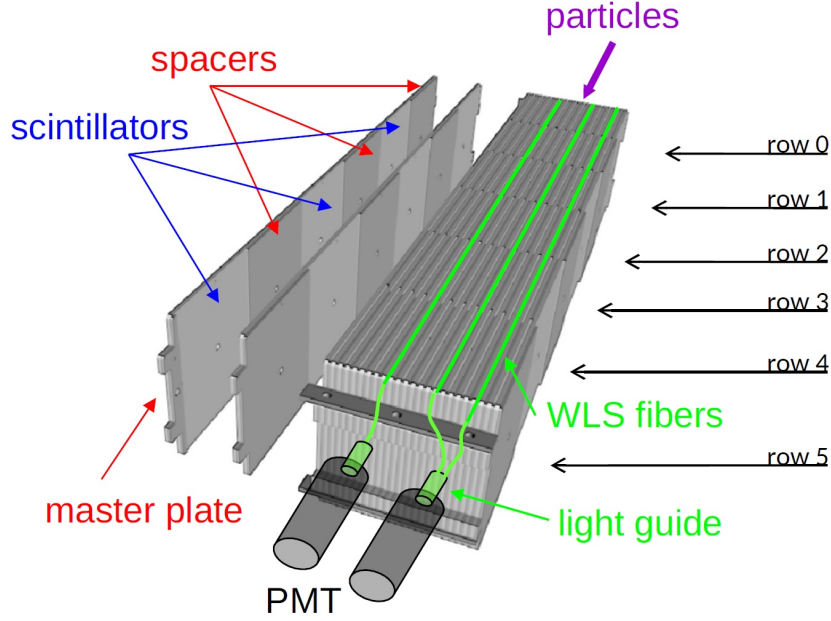 particles
spacers
scintillators
row 0
row 1
row 2
row 3
row 4
WLS fibers
row 5
master plate
light guide
PMT